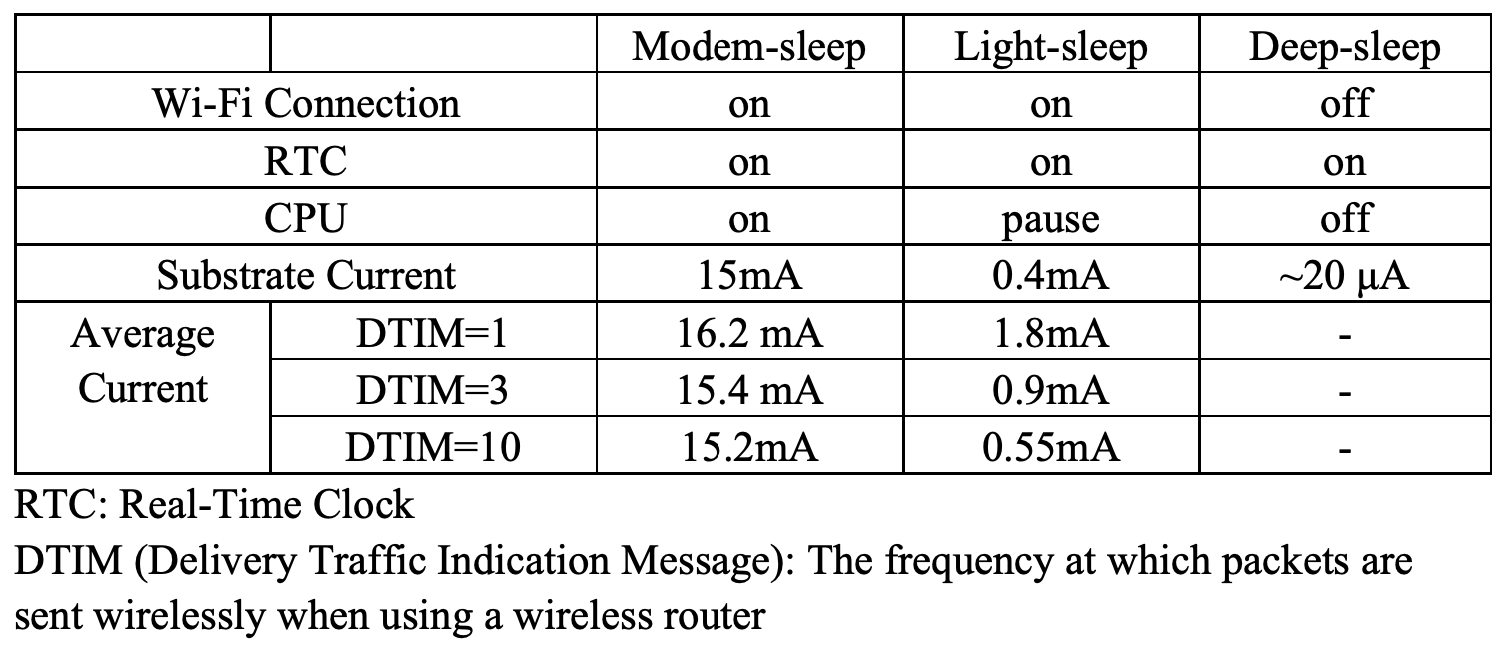 Modem-sleep Light-sleep Deep-sleep
Wi-Fi Connection on on off
RTC on on on
CPU on pause off
Substrate Current 15mA 0.4mA ~20 μA
Average Current DTIM=1 16.2 mA 1.8mA -
DTIM=3 15.4 mA 0.9mA -
DTIM=10 15.2mA 0.55mA -
RTC: Real-Time Clock
DTIM (Delivery Traffic Indication Message): The frequency at which packets are
sent wirelessly when using a wireless router